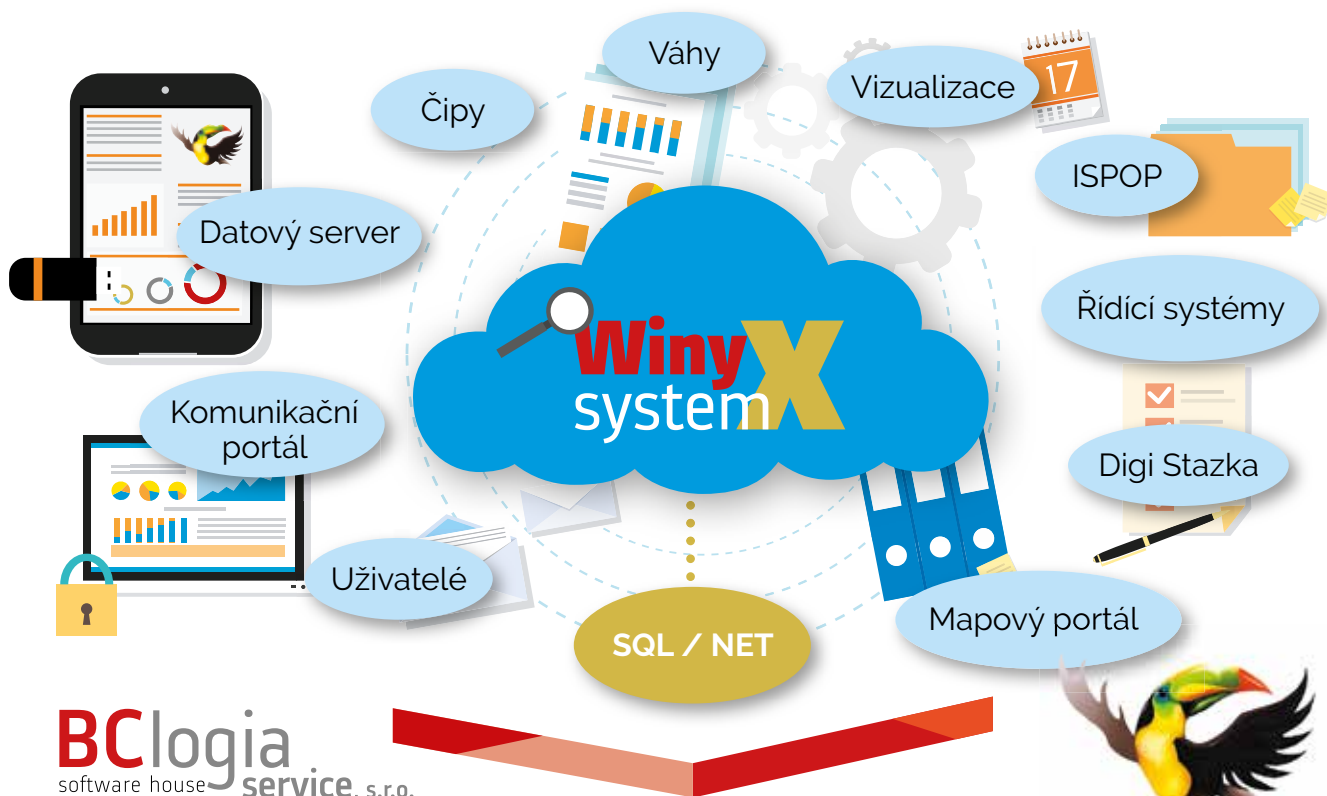 Váhy
Čipy
Vizualizace
17
ISPOP
Datový server
Řídící systémy
Winy X
system
Komunikační
portál
Digi Stazka
Uživatelé
Mapový portál
SQL / NET
BClogia
software house
service, s.r.o.